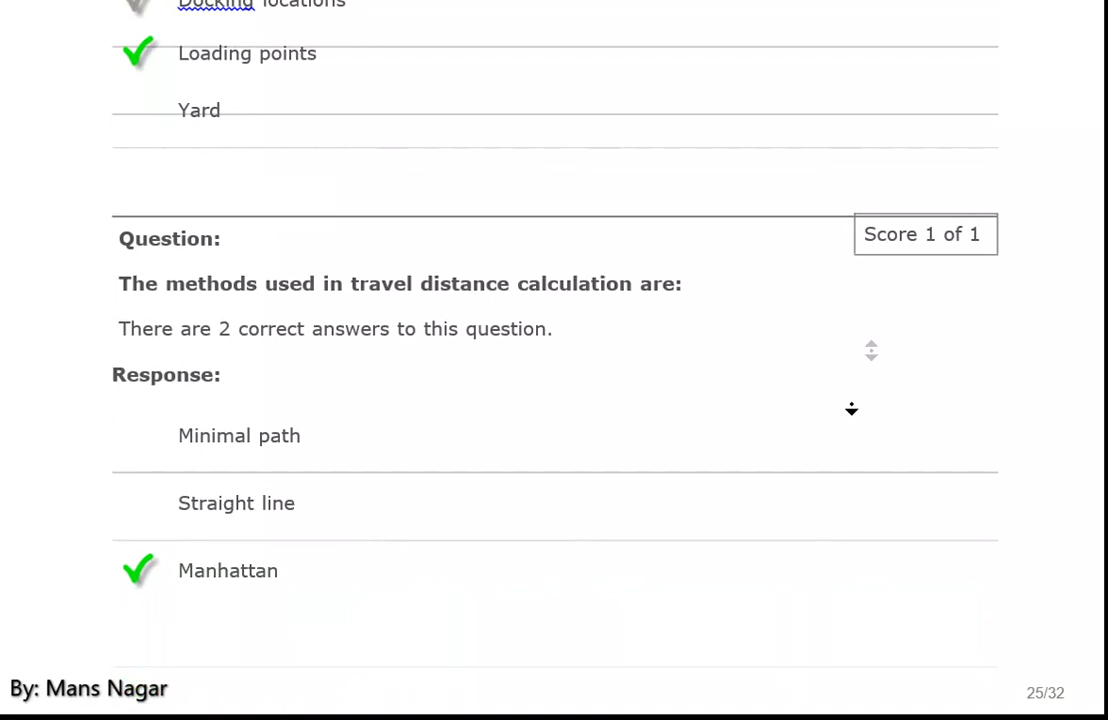 Docking locations
Loading points
Yard
Question:
Score 1 of 1
The methods used in travel distance calculation are:
There are 2 correct answers to this question.
Response:
Minimal path
Straight line
Manhattan
By: Mans Nagar
25/32